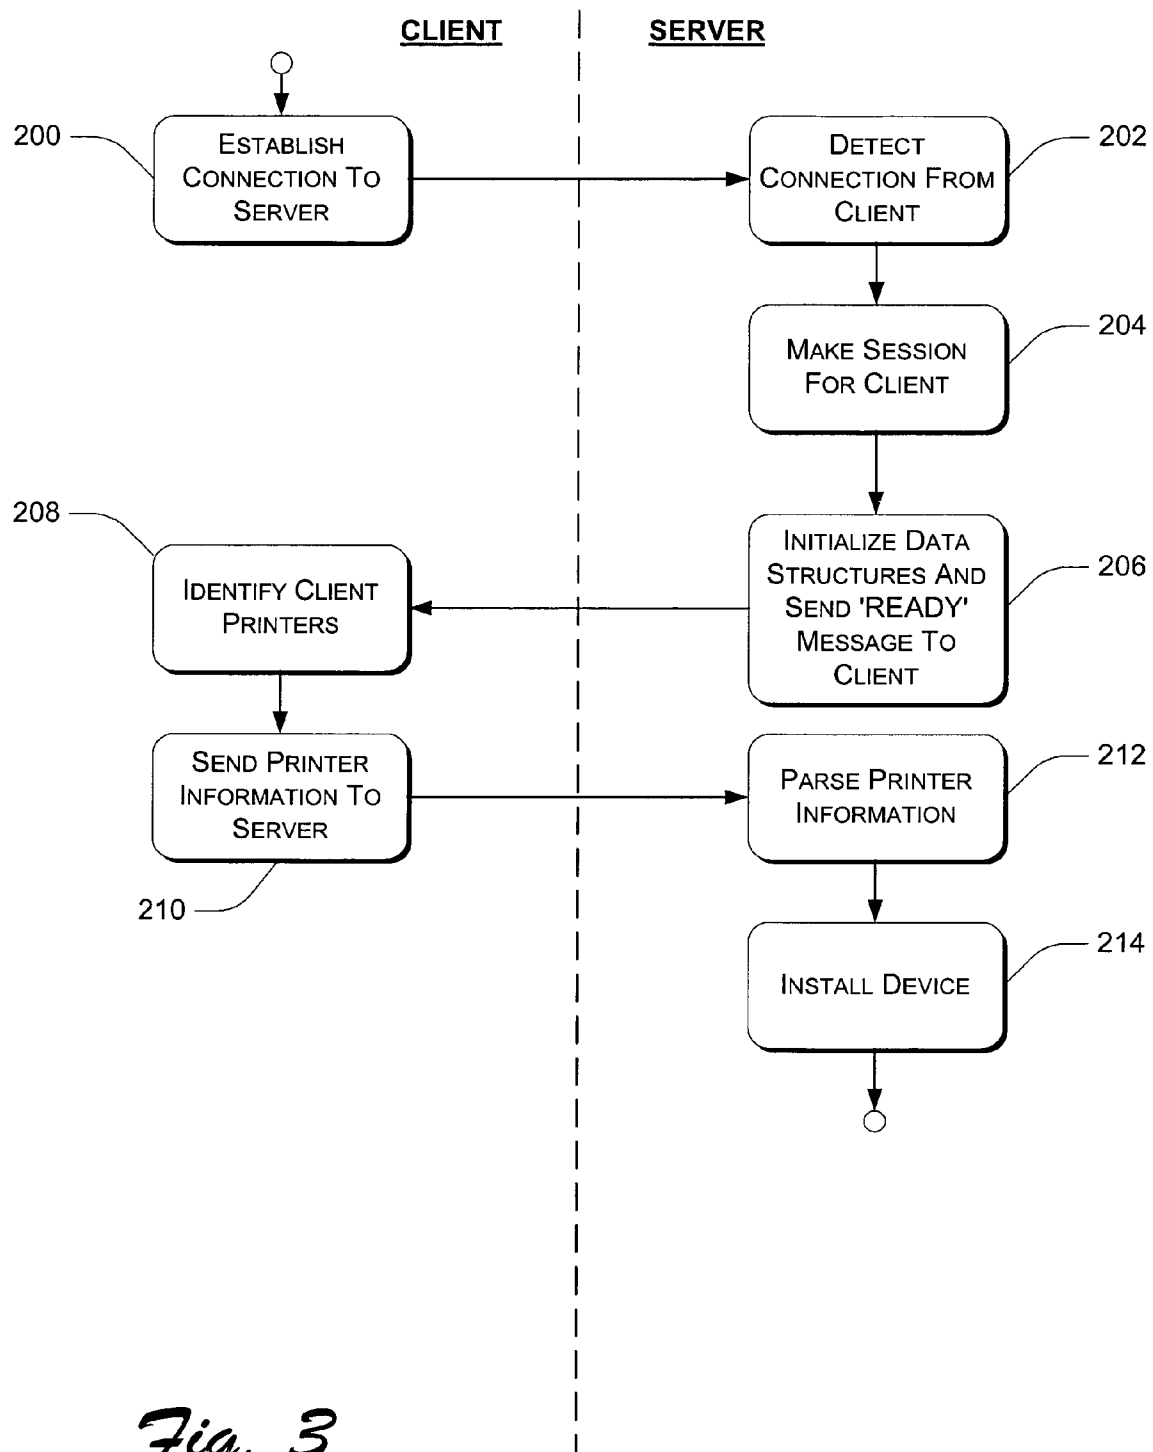 CLIENT
SERVER
200
ESTABLISH
CONNECTION TO
SERVER
DETECT
CONNECTION FROM
CLIENT
202
MAKE SESSION
FOR CLIENT
204
208
IDENTIFY CLIENT
PRINTERS
INITIALIZE DATA
STRUCTURES AND
SEND 'READY'
MESSAGE TO
CLIENT
206
SEND PRINTER
INFORMATION TO
SERVER
210
PARSE PRINTER
INFORMATION
212
INSTALL DEVICE
214
Fig. 3